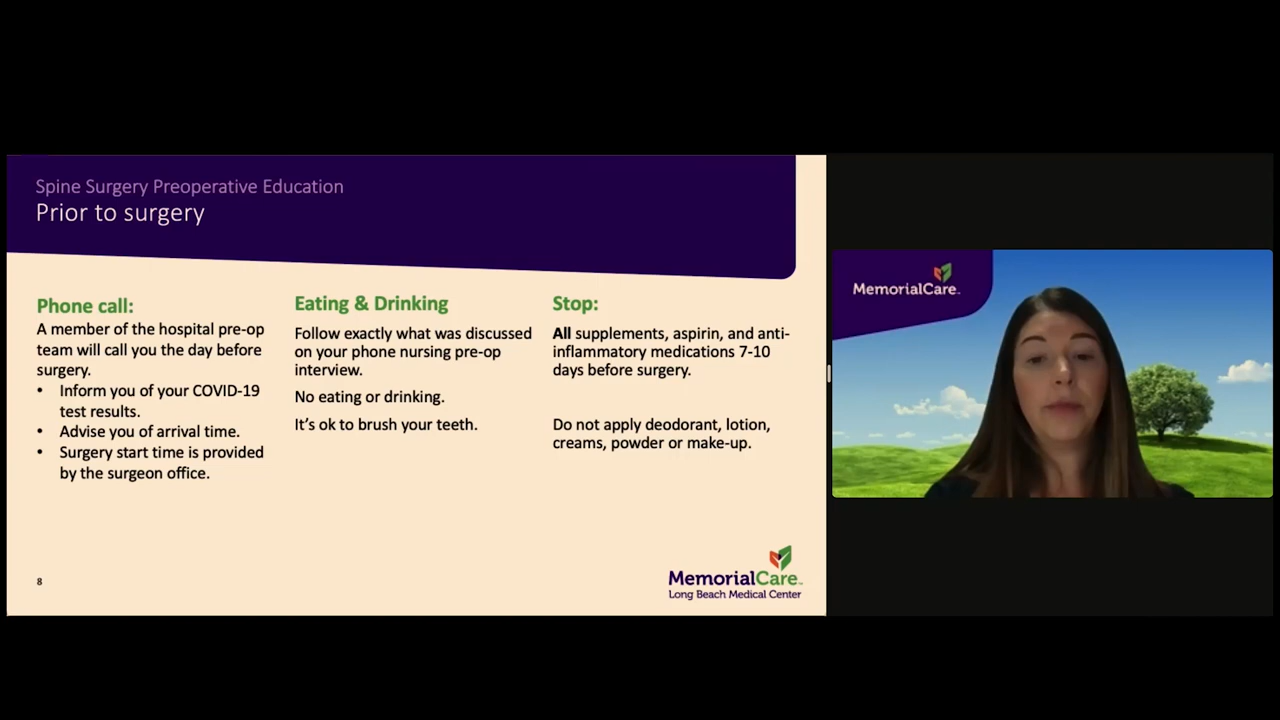 Spine Surgery Preoperative Education
Prior to surgery
Phone call:
A member of the hospital pre-op
team will call you the day before
surgery.
• Inform you of your COVID-19
test results.
• Advise you of arrival time.
• Surgery start time is provided
by the surgeon office.
Eating & Drinking
Follow exactly what was discussed
on your phone nursing pre-op
interview.
No eating or drinking.
It's ok to brush your teeth.
Stop:
All supplements, aspirin, and anti-
inflammatory medications 7-10
days before surgery.
Do not apply deodorant, lotion,
creams, powder or make-up.
8
MemorialCare™
Long Beach Medical Center
MemorialCare™